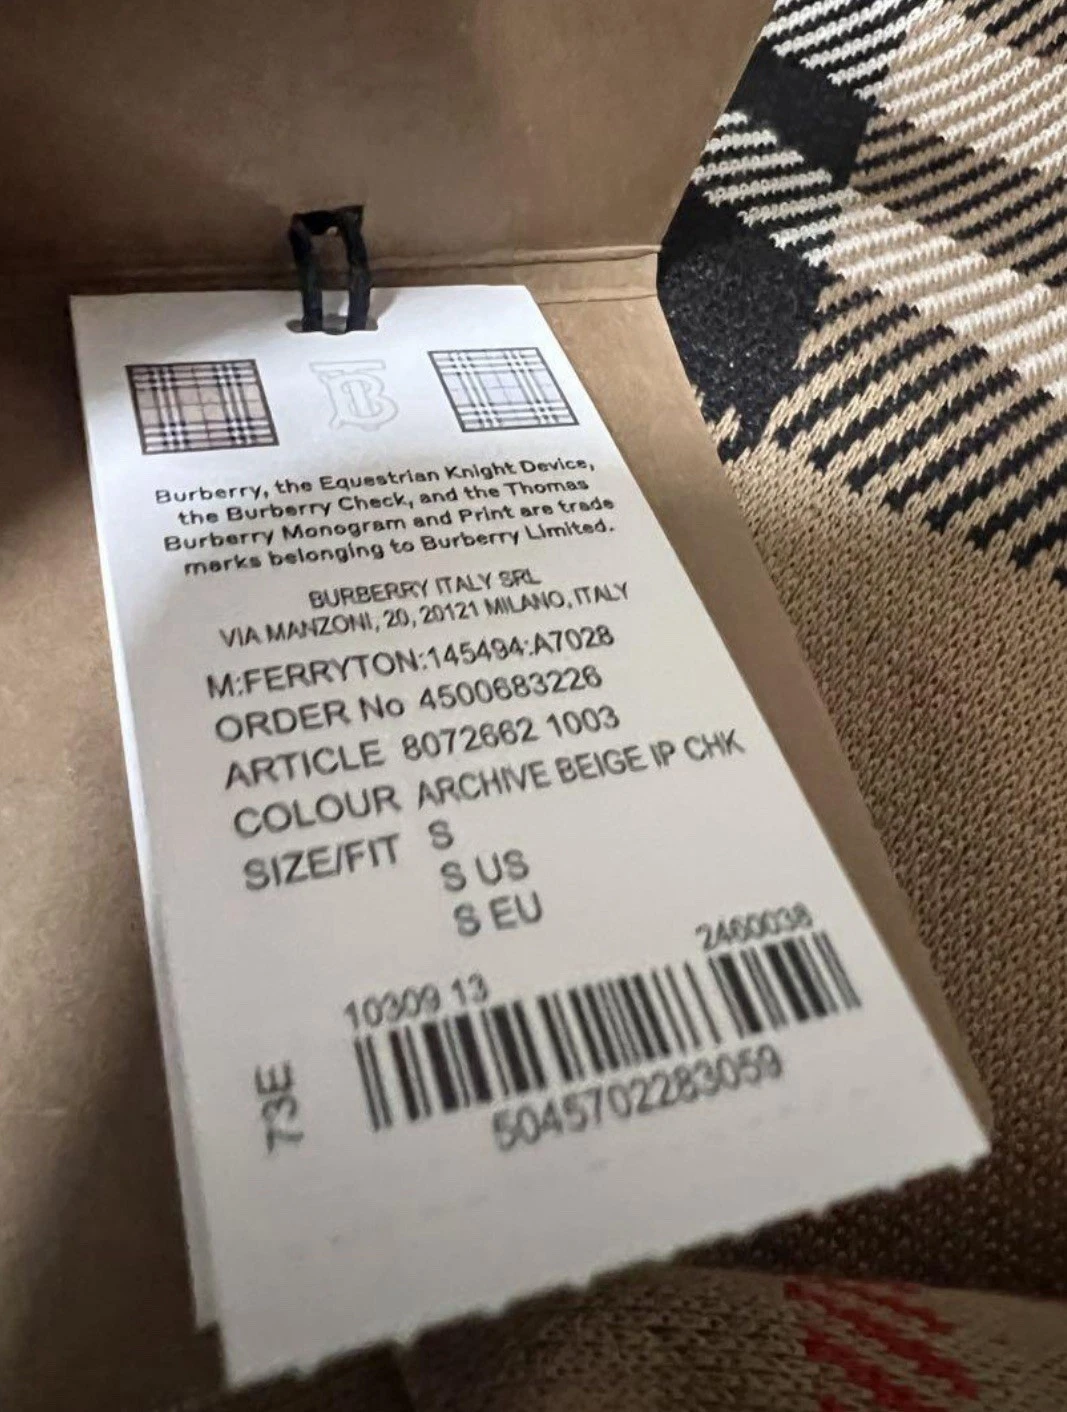 Burberry, the Equestrian Knight Device,
the Burberry Check, and the Thomas
Burberry Monogram and Print are trade
marks belonging to Burberry Limited.
BURBERRY ITALY SRL
VIA MANZONI, 20, 20121 MILANO, ITALY
M:FERRYTON:145494:A7028
ORDER No 4500683226
ARTICLE 8072662 1003
COLOUR ARCHIVE BEIGE IP CHK
SIZE/FIT S
S US
S EU
10309 13
2460038
73E
5045702283059